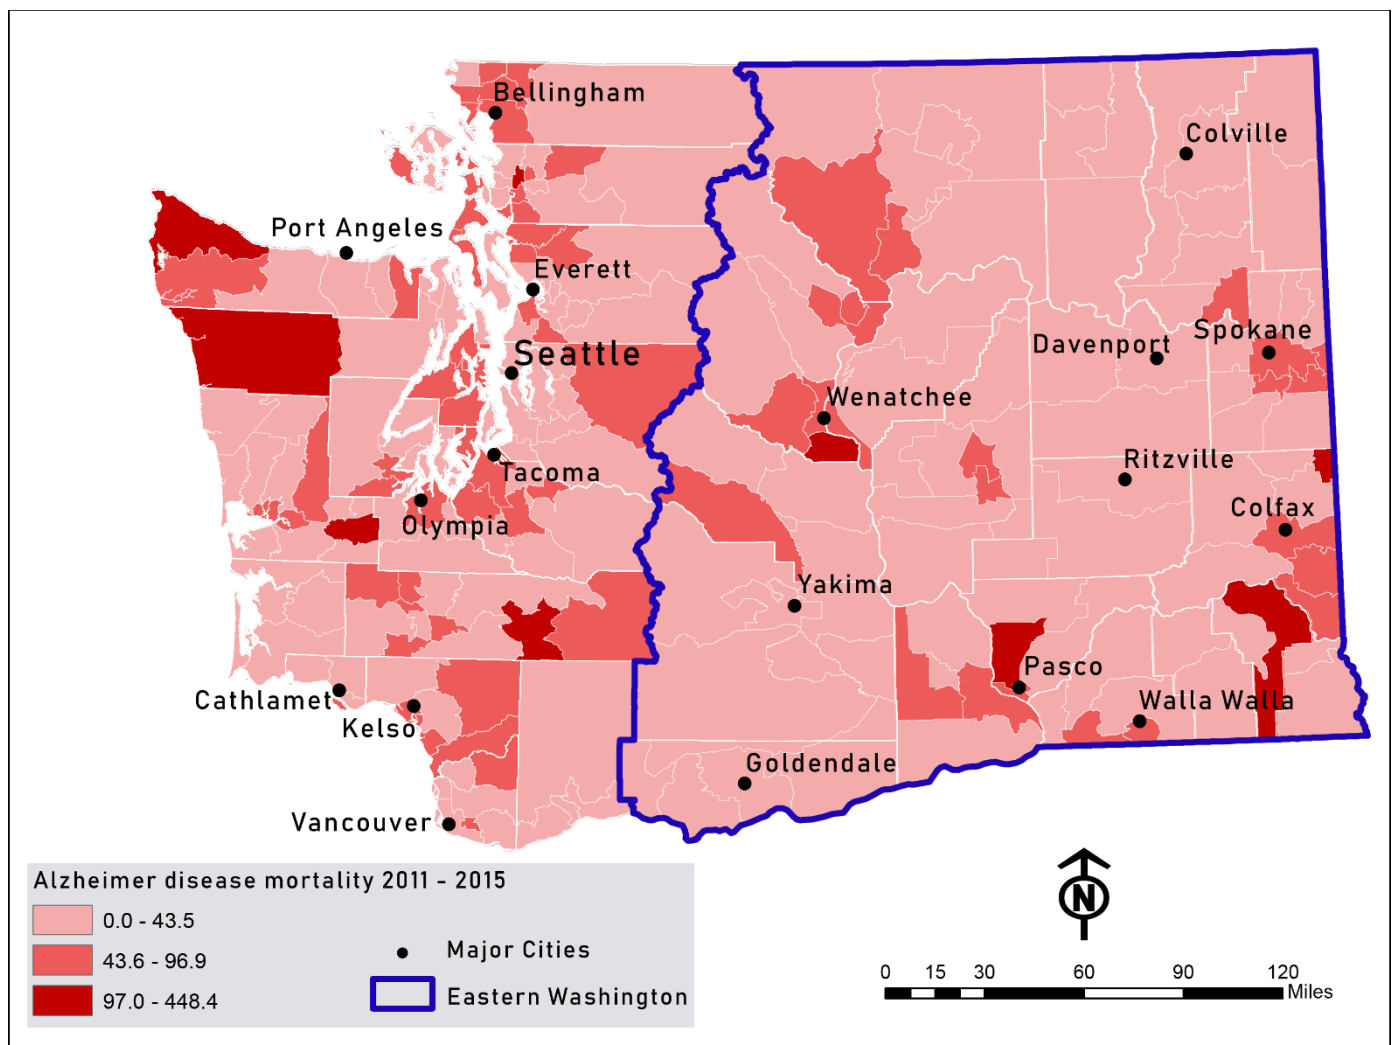 Bellingham
Colville
Port Angeles
Everett
Spokane
Davenport
Seattle
Wenatchee
Ritzville
Tacoma
Colfax
Olympia
Yakima
Pasco
Cathlamet
Walla Walla
Kelso
Goldendale
Vancouver
Alzheimer disease mortality 2011 - 2015
0.0 - 43.5
43.6 - 96.9
97.0 - 448.4
Major Cities
Eastern Washington
N
0 15 30 60 90 120
Miles